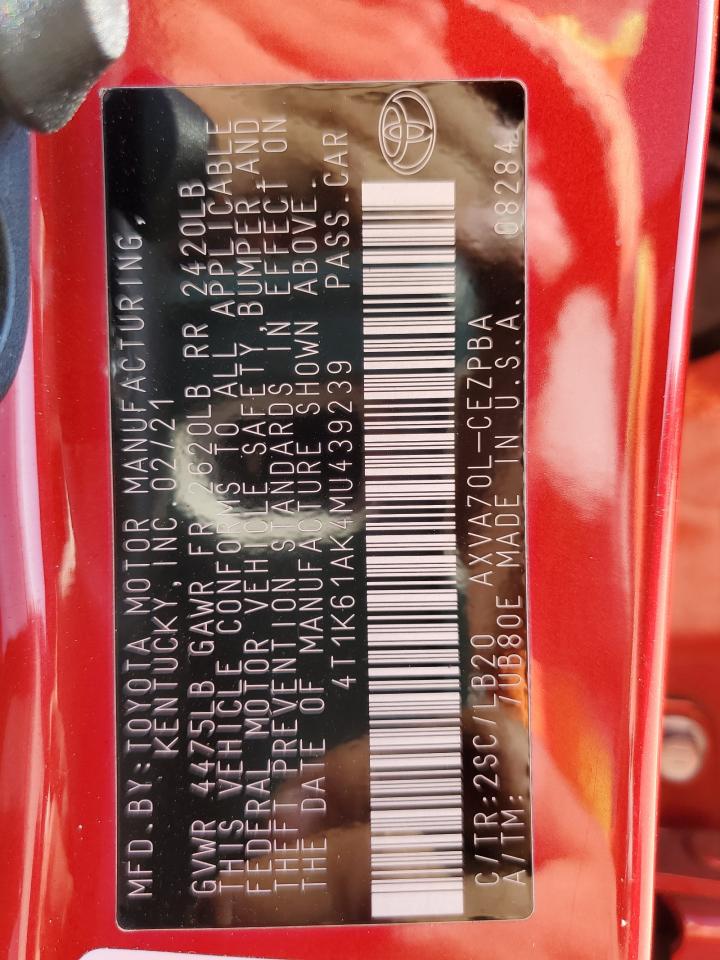 MFD.BY:TOYOTA MOTOR MANUFACTURING,
KENTUCKY,INC 02/21
GVWR 4475LB GAWR FR 2620LB RR 2420LB
THIS VEHICLE CONFORMS TO ALL APPLICABLE
FEDERAL MOTOR VEHICLE SAFETY,BUMPER,AND
THEFT PREVENTION STANDARDS IN EFFECT ON
THE DATE OF MANUFACTURE SHOWN ABOVE.
4T1K61AK4MU439239 PASS.CAR
C/TR:2SC/LB20 AXVA70L-CEZPBA 08284
A/TM: /UB80E MADE IN U.S.A.